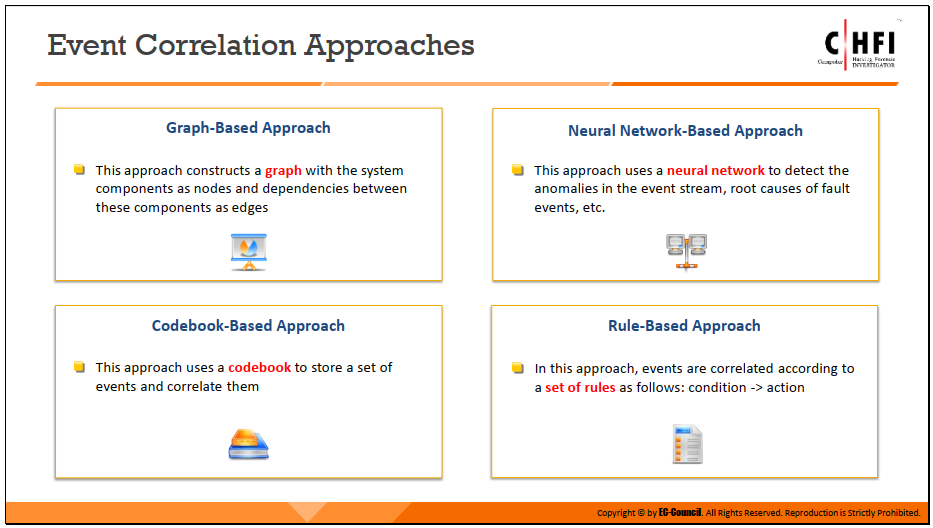 Event Correlation Approaches
CHFI
Computer Hacking Forensic
INVESTIGATOR
Graph-Based Approach
This approach constructs a graph with the system
components as nodes and dependencies between
these components as edges
Neural Network-Based Approach
This approach uses a neural network to detect the
anomalies in the event stream, root causes of fault
events, etc.
Codebook-Based Approach
This approach uses a codebook to store a set of
events and correlate them
Rule-Based Approach
In this approach, events are correlated according to
a set of rules as follows: condition -> action
Copyright © by EC-Council. All Rights Reserved. Reproduction is Strictly Prohibited.